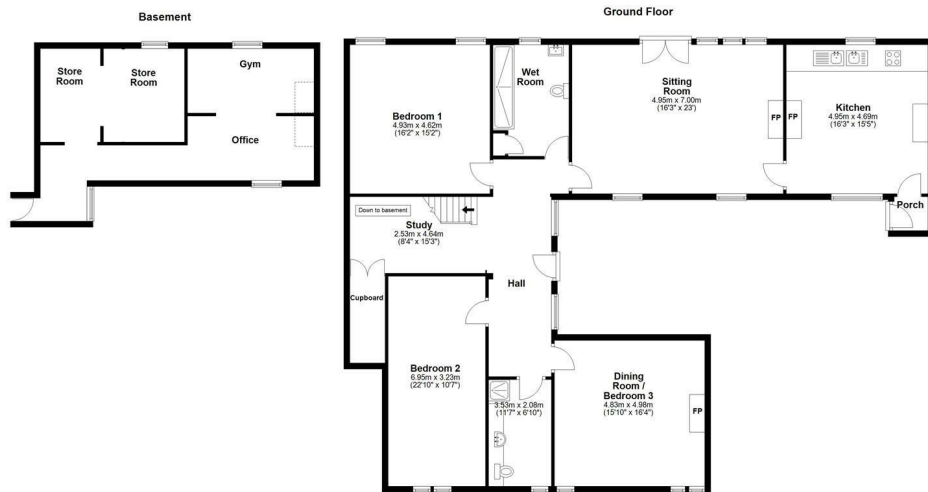 Basement
Store
Room
Store
Room
Gym
Office
Ground Floor
Bedroom 1
4.93m x 4.62m
(16'2" x 15'2")
Wet
Room
Sitting
Room
4.95m x 7.00m
(16'3" x 23')
FP
FP
Kitchen
4.95m x 4.69m
(16'3" x 15'5")
Porch
Down to basement
Study
2.53m x 4.64m
(8'4" x 15'3")
Hall
Cupboard
Bedroom 2
6.95m x 3.23m
(22'10" x 10'7")
3.53m x 2.08m
(11'7" x 6'10")
Dining
Room /
Bedroom 3
4.83m x 4.98m
(15'10" x 16'4")
FP